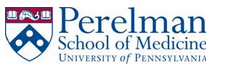 Perelman
School of Medicine
UNIVERSITY of PENNSYLVANIA